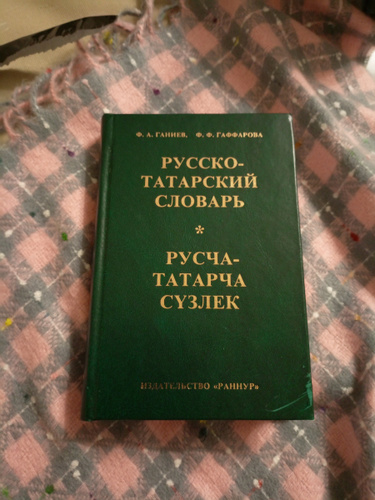 Ф. А. ГАНИЕВ, Ф. Ф. ГАФФАРОВА
РУССКО-
ТАТАРСКИЙ
СЛОВАРЬ
*
РУСЧА-
ТАТАРЧА
СҮЗЛЕК
ИЗДАТЕЛЬСТВО «РАННУР»